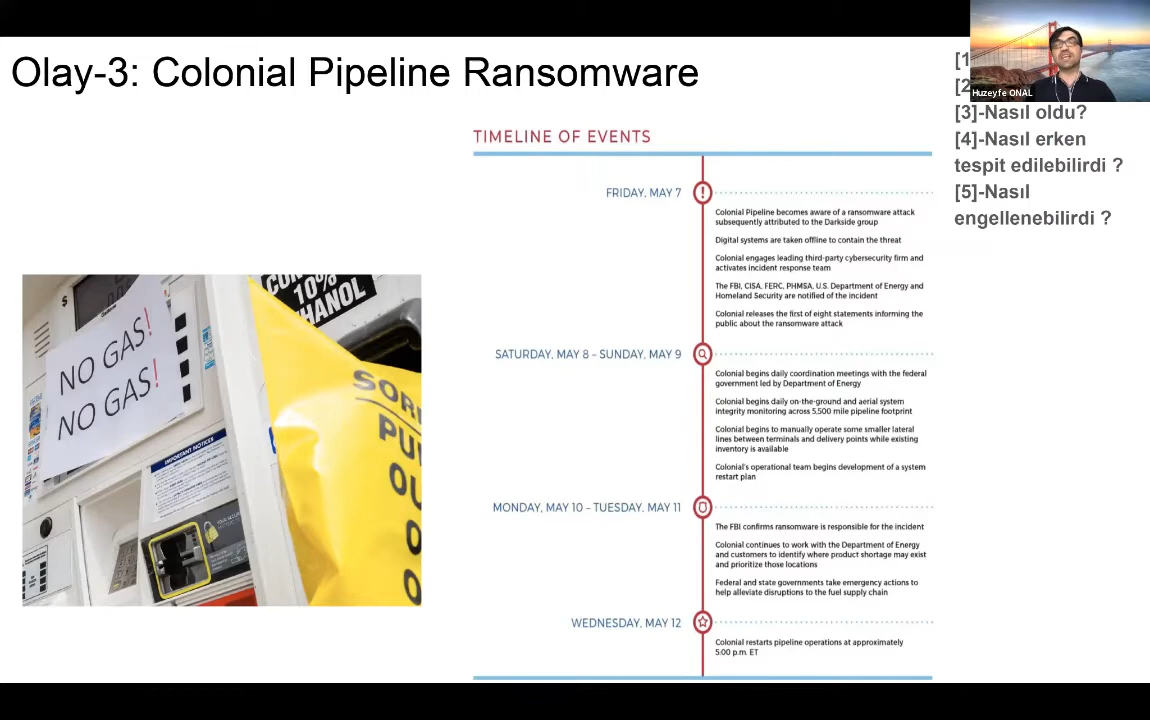 Olay-3: Colonial Pipeline Ransomware
Huzeyfe ONAL
[1
[2
[3]-Nasıl oldu?
[4]-Nasıl erken
tespit edilebilirdi ?
[5]-Nasıl
engellenebilirdi ?
TIMELINE OF EVENTS
FRIDAY, MAY 7
Colonial Pipeline becomes aware of a ransomware attack
subsequently attributed to the Darkside group
Digital systems are taken offline to contain the threat
Colonial engages leading third-party cybersecurity firm and
activates incident response team
The FBI, CISA, FERC, PHMSA, U.S. Department of Energy and
Homeland Security are notified of the incident
Colonial releases the first of eight statements informing the
public about the ransomware attack
SATURDAY, MAY 8 – SUNDAY, MAY 9
Colonial begins daily coordination meetings with the federal
government led by Department of Energy
Colonial begins daily on-the-ground and aerial system
integrity monitoring across 5,500 mile pipeline footprint
Colonial begins to manually operate some smaller lateral
lines between terminals and delivery points while existing
inventory is available
Colonial's operational team begins development of a system
restart plan
MONDAY, MAY 10 – TUESDAY, MAY 11
The FBI confirms ransomware is responsible for the incident
Colonial continues to work with the Department of Energy
and customers to identify where product shortage may exist
and prioritize those locations
Federal and state governments take emergency actions to
help alleviate disruptions to the fuel supply chain
WEDNESDAY, MAY 12
Colonial restarts pipeline operations at approximately
5:00 p.m. ET
$
10%
NO GAS!
NO GAS!
IMPORTANT NOTICES